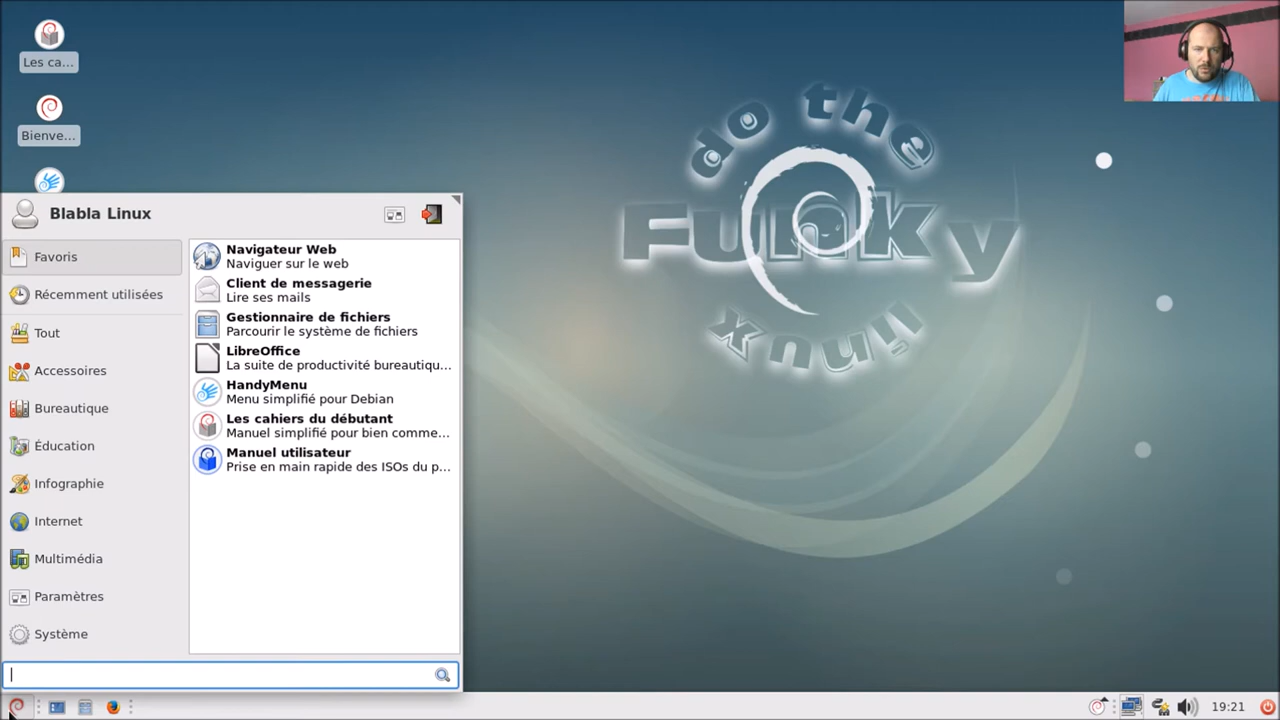 Les ca...
Bienve...
do the
Funky
linux
Blabla Linux
Favoris
Récemment utilisées
Tout
Accessoires
Bureautique
Éducation
Infographie
Internet
Multimédia
Paramètres
Système
Navigateur Web
Naviguer sur le web
Client de messagerie
Lire ses mails
Gestionnaire de fichiers
Parcourir le système de fichiers
LibreOffice
La suite de productivité bureautiqu...
HandyMenu
Menu simplifié pour Debian
Les cahiers du débutant
Manuel simplifié pour bien comme...
Manuel utilisateur
Prise en main rapide des ISOs du p...
19:21